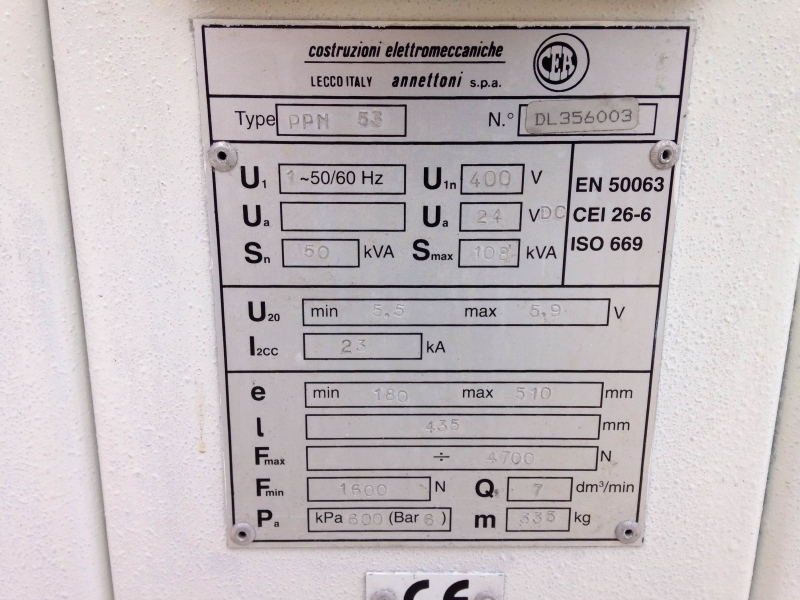 costruzioni elettromeccaniche
LECCO ITALY annettoni s.p.a.
CEA
Type PPN 53 N.° DL356003
U1 1~50/60 Hz U1n 400 V
EN 50063
Ua Ua 24 V DC
CEI 26-6
Sn 50 kVA Smax 108 kVA
ISO 669
U20 min 5,5 max 5,9 V
I2CC 23 kA
e min 180 max 510 mm
l 435 mm
Fmax ÷ 4700 N
Fmin 1600 N Q 7 dm³/min
Pa kPa 600 (Bar 6) m 335 kg
CE